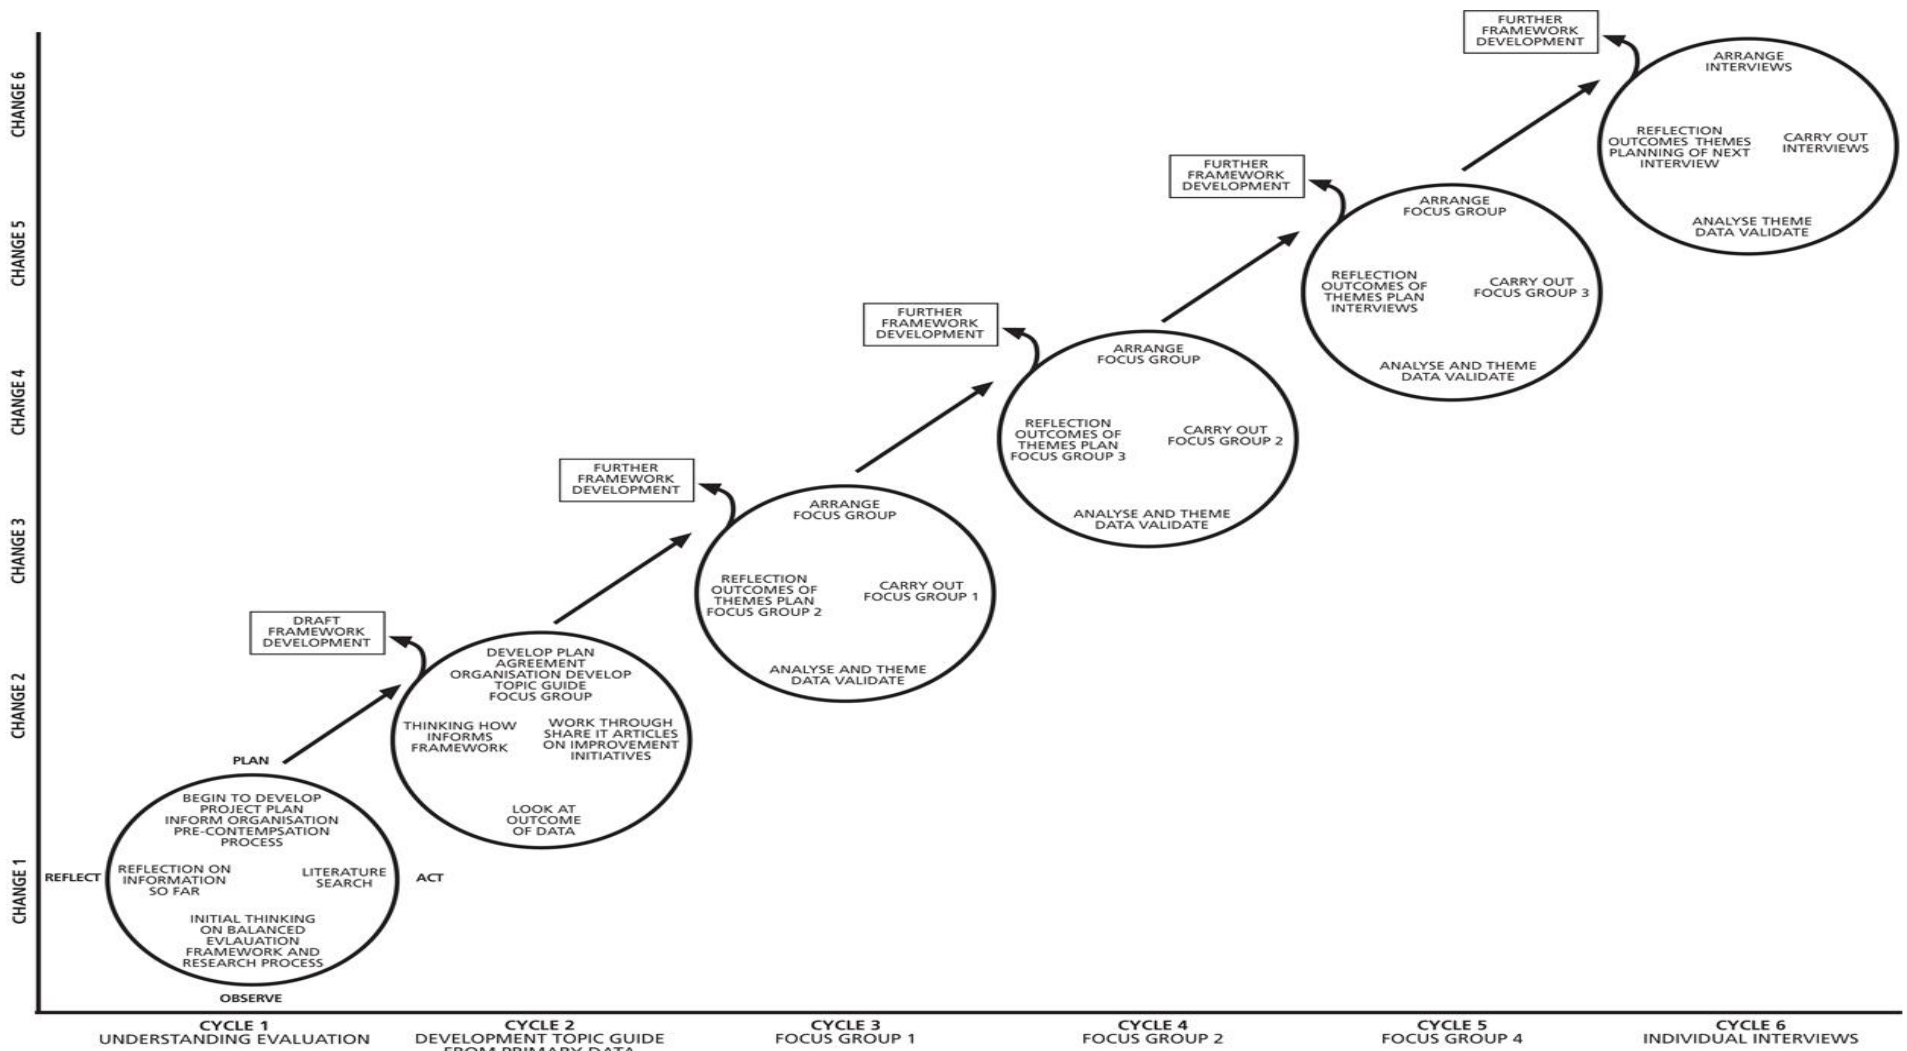 CHANGE 6
CHANGE 5
CHANGE 4
CHANGE 3
CHANGE 2
CHANGE 1
PLAN
BEGIN TO DEVELOP
PROJECT PLAN
INFORM ORGANISATION
PRE-CONTEMPSATION
PROCESS
REFLECT
REFLECTION ON
INFORMATION
SO FAR
LITERATURE
SEARCH
ACT
INITIAL THINKING
ON BALANCED
EVLAUATION
FRAMEWORK AND
RESEARCH PROCESS
OBSERVE
DRAFT
FRAMEWORK
DEVELOPMENT
DEVELOP PLAN
AGREEMENT
ORGANISATION DEVELOP
TOPIC GUIDE
FOCUS GROUP
THINKING HOW
INFORMS
FRAMEWORK
WORK THROUGH
SHARE IT ARTICLES
ON IMPROVEMENT
INITIATIVES
LOOK AT
OUTCOME
OF DATA
FURTHER
FRAMEWORK
DEVELOPMENT
ARRANGE
FOCUS GROUP
REFLECTION
OUTCOMES OF
THEMES PLAN
FOCUS GROUP 2
CARRY OUT
FOCUS GROUP 1
ANALYSE AND THEME
DATA VALIDATE
FURTHER
FRAMEWORK
DEVELOPMENT
ARRANGE
FOCUS GROUP
REFLECTION
OUTCOMES OF
THEMES PLAN
FOCUS GROUP 3
CARRY OUT
FOCUS GROUP 2
ANALYSE AND THEME
DATA VALIDATE
FURTHER
FRAMEWORK
DEVELOPMENT
ARRANGE
FOCUS GROUP
REFLECTION
OUTCOMES OF
THEMES PLAN
INTERVIEWS
CARRY OUT
FOCUS GROUP 3
ANALYSE AND THEME
DATA VALIDATE
FURTHER
FRAMEWORK
DEVELOPMENT
ARRANGE
INTERVIEWS
REFLECTION
OUTCOMES THEMES
PLANNING OF NEXT
INTERVIEW
CARRY OUT
INTERVIEWS
ANALYSE THEME
DATA VALIDATE
CYCLE 1
UNDERSTANDING EVALUATION
CYCLE 2
DEVELOPMENT TOPIC GUIDE
FROM PRIMARY DATA
CYCLE 3
FOCUS GROUP 1
CYCLE 4
FOCUS GROUP 2
CYCLE 5
FOCUS GROUP 4
CYCLE 6
INDIVIDUAL INTERVIEWS